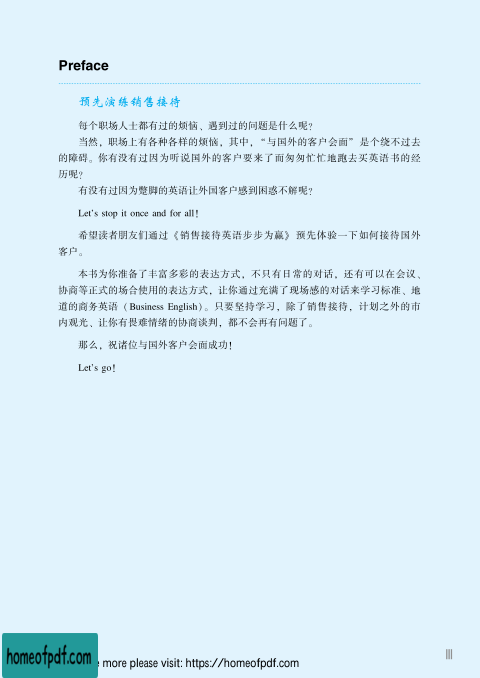 Preface
预先演练销售接待
每个职场人士都有过的烦恼、遇到过的问题是什么呢?
当然,职场上有各种各样的烦恼,其中,“与国外的客户会面”是个绕不过去
的障碍。你有没有过因为听说国外的客户要来了而匆匆忙忙地跑去买英语书的经
历呢?
有没有过因为蹩脚的英语让外国客户感到困惑不解呢?
Let's stop it once and for all!
希望读者朋友们通过《销售接待英语步步为赢》预先体验一下如何接待国外
客户。
本书为你准备了丰富多彩的表达方式,不只有日常的对话,还有可以在会议、
协商等正式的场合使用的表达方式,让你通过充满了现场感的对话来学习标准、地
道的商务英语(Business English)。只要坚持学习,除了销售接待,计划之外的市
内观光、让你有畏难情绪的协商谈判,都不会再有问题了。
那么,祝诸位与国外客户会面成功!
Let's go!
III
homeofpdf.com
e more please visit: https://homeofpdf.com